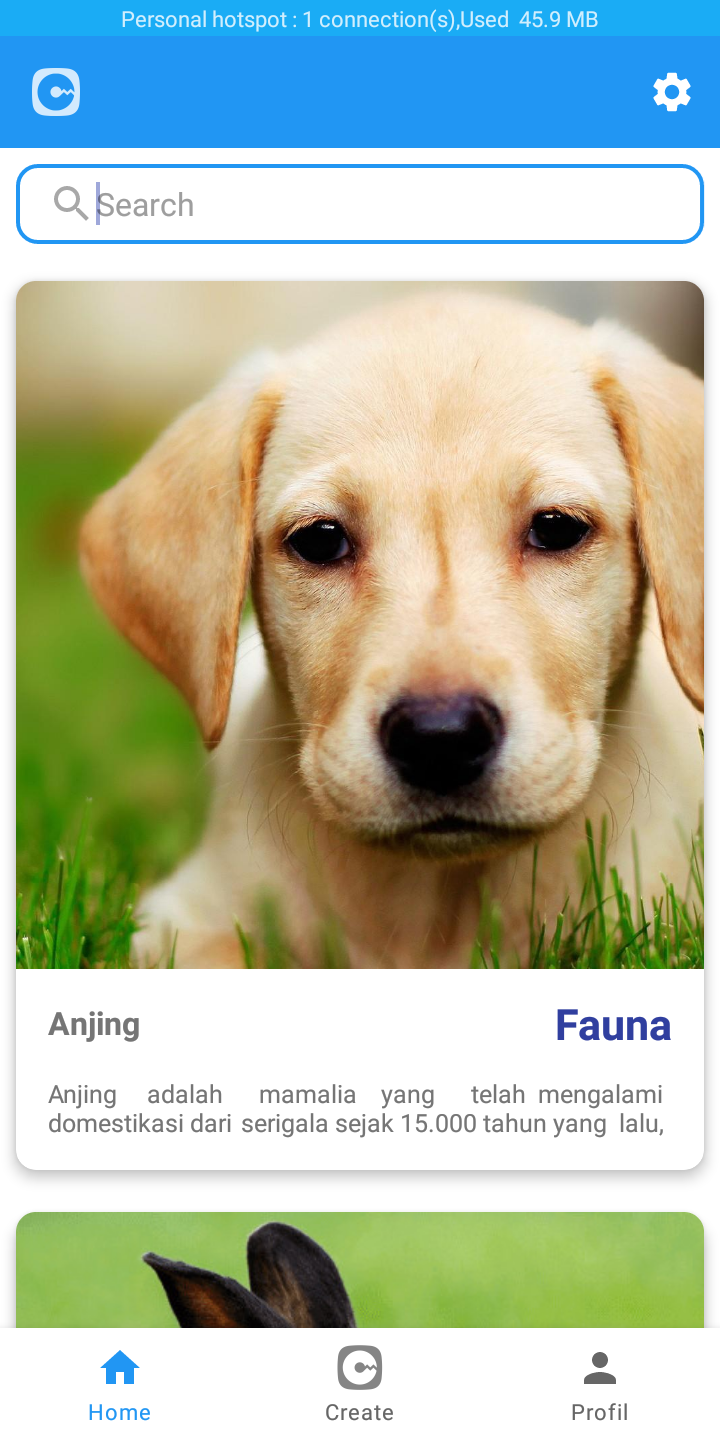 Personal hotspot : 1 connection(s),Used 45.9 MB
Search
Anjing
Fauna
Anjing adalah mamalia yang telah mengalami
domestikasi dari serigala sejak 15.000 tahun yang lalu,
Home
Create
Profil